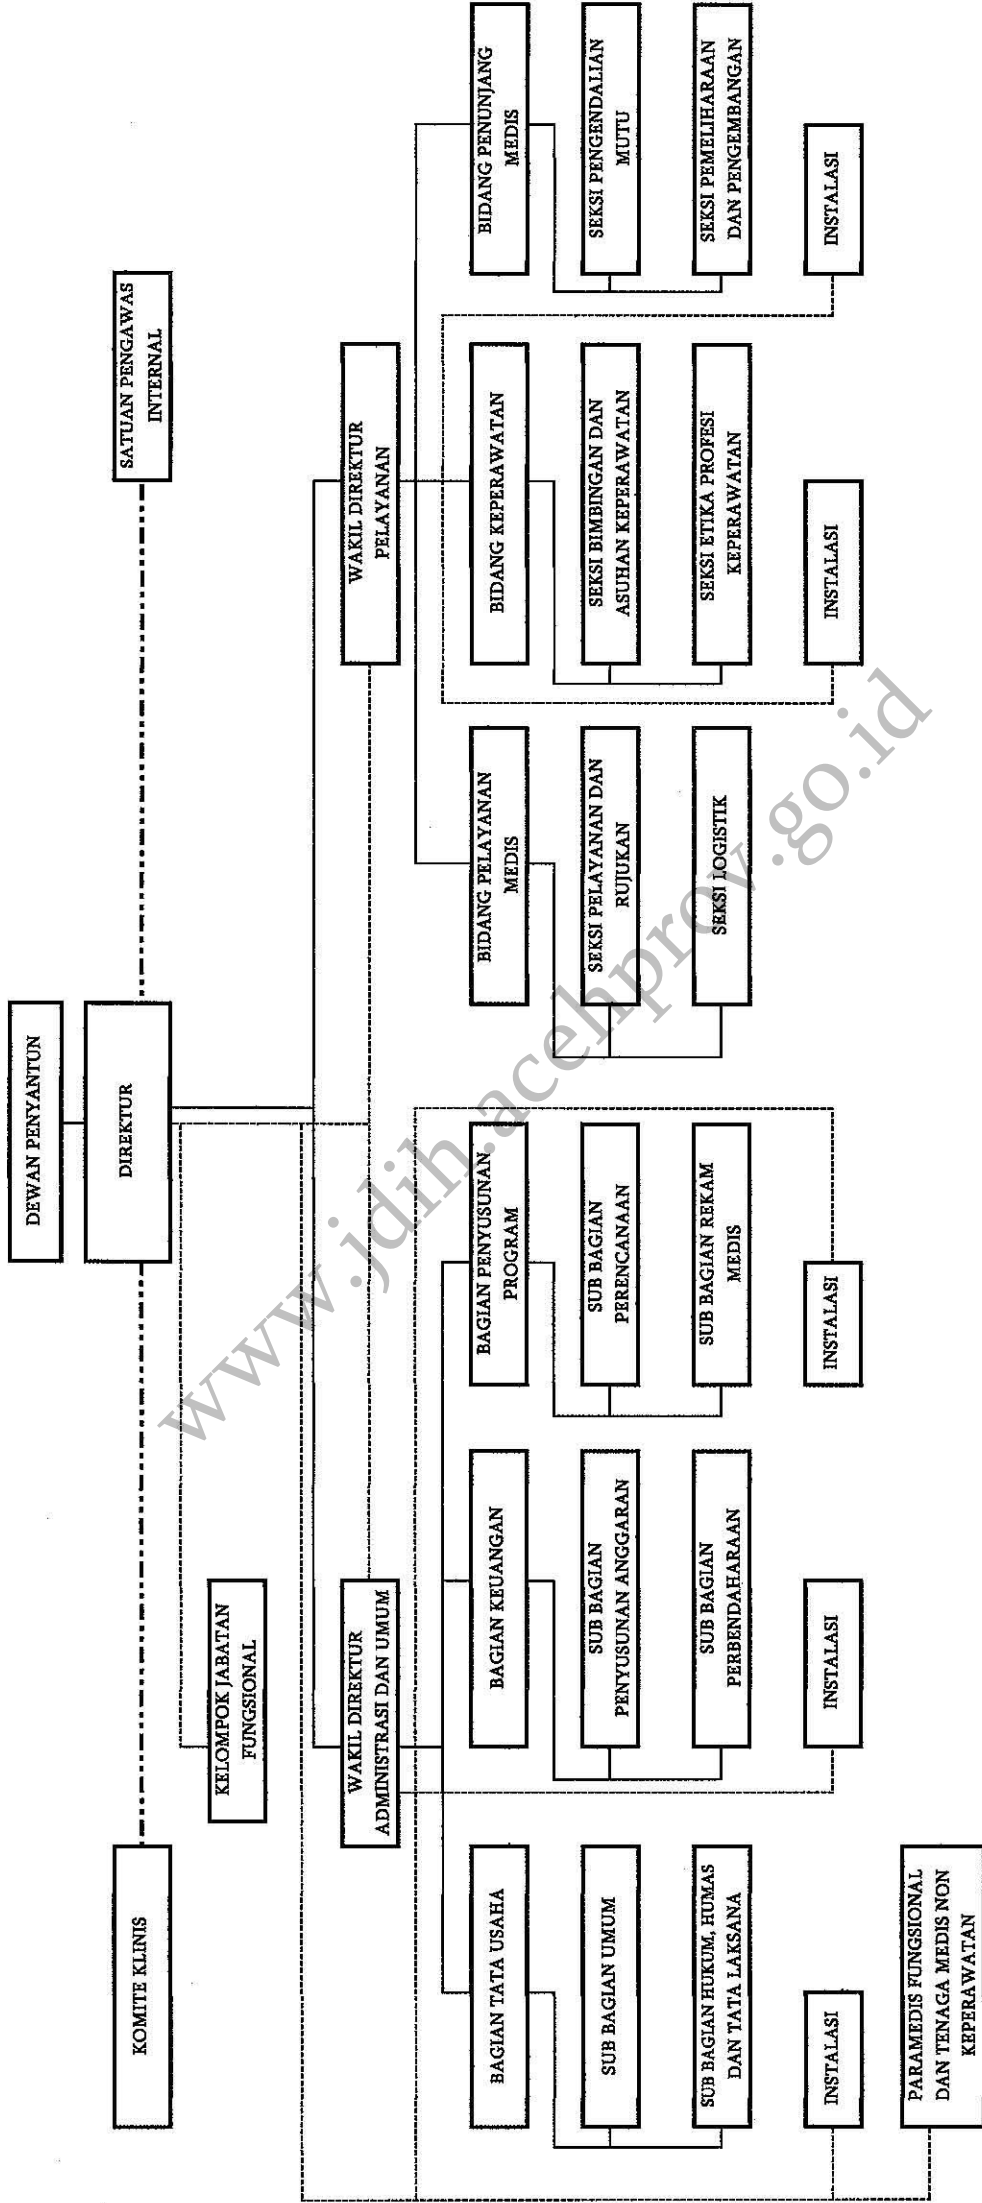 DEWAN PENYANTUN
DIREKTUR
KOMITE KLINIS
SATUAN PENGAWAS
INTERNAL
KELOMPOK JABATAN
FUNGSIONAL
WAKIL DIREKTUR
ADMINISTRASI DAN UMUM
WAKIL DIREKTUR
PELAYANAN
BAGIAN TATA USAHA
BAGIAN KEUANGAN
BAGIAN PENYUSUNAN
PROGRAM
BIDANG PELAYANAN
MEDIS
BIDANG KEPERAWATAN
BIDANG PENUNJANG
MEDIS
SUB BAGIAN UMUM
SUB BAGIAN
PENYUSUNAN ANGGARAN
SUB BAGIAN
PERENCANAAN
SEKSI PELAYANAN DAN
RUJUKAN
SEKSI BIMBINGAN DAN
ASUHAN KEPERAWATAN
SEKSI PENGENDALIAN
MUTU
SUB BAGIAN HUKUM, HUMAS
DAN TATA LAKSANA
SUB BAGIAN
PERBENDAHARAAN
SUB BAGIAN REKAM
MEDIS
SEKSI LOGISTIK
SEKSI ETIKA PROFESI
KEPERAWATAN
SEKSI PEMELIHARAAN
DAN PENGEMBANGAN
INSTALASI
INSTALASI
INSTALASI
INSTALASI
INSTALASI
PARAMEDIS FUNGSIONAL
DAN TENAGA MEDIS NON
KEPERAWATAN
www.jdih.acehprov.go.id